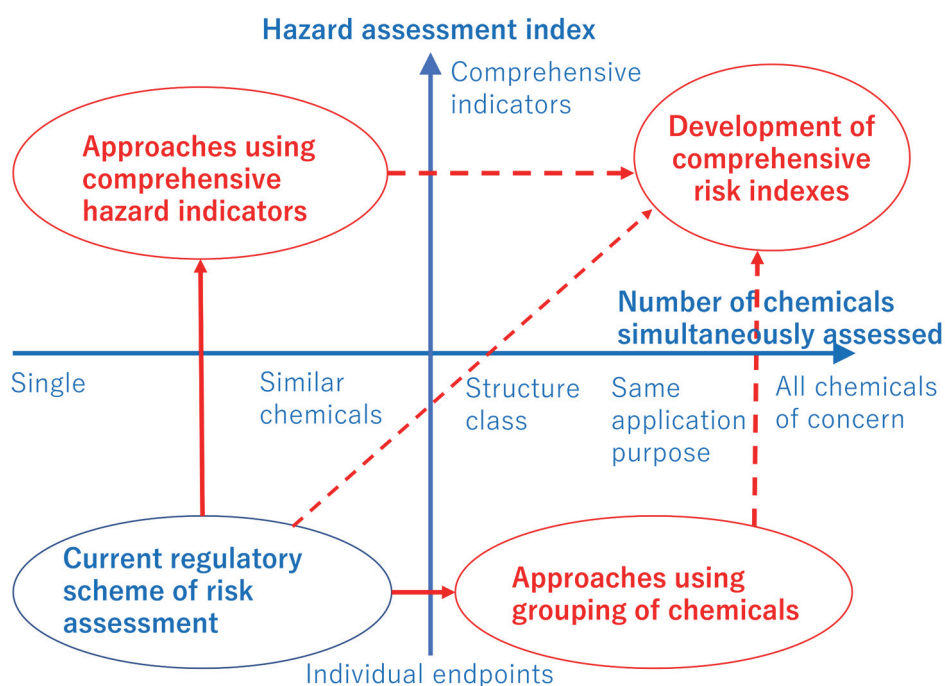 Hazard assessment index
Comprehensive
indicators
Approaches using
comprehensive
hazard indicators
Development of
comprehensive
risk indexes
Number of chemicals
simultaneously assessed
Single
Similar
chemicals
Structure
class
Same
application
purpose
All chemicals
of concern
Current regulatory
scheme of risk
assessment
Approaches using
grouping of chemicals
Individual endpoints